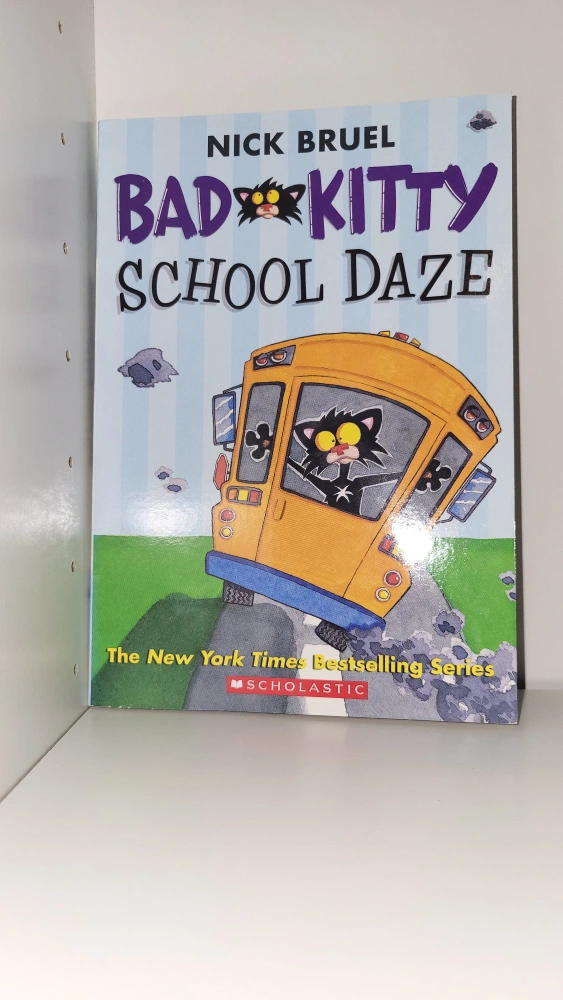 NICK BRUEL
BAD KITTY
SCHOOL DAZE
The New York Times Bestselling Series
SCHOLASTIC